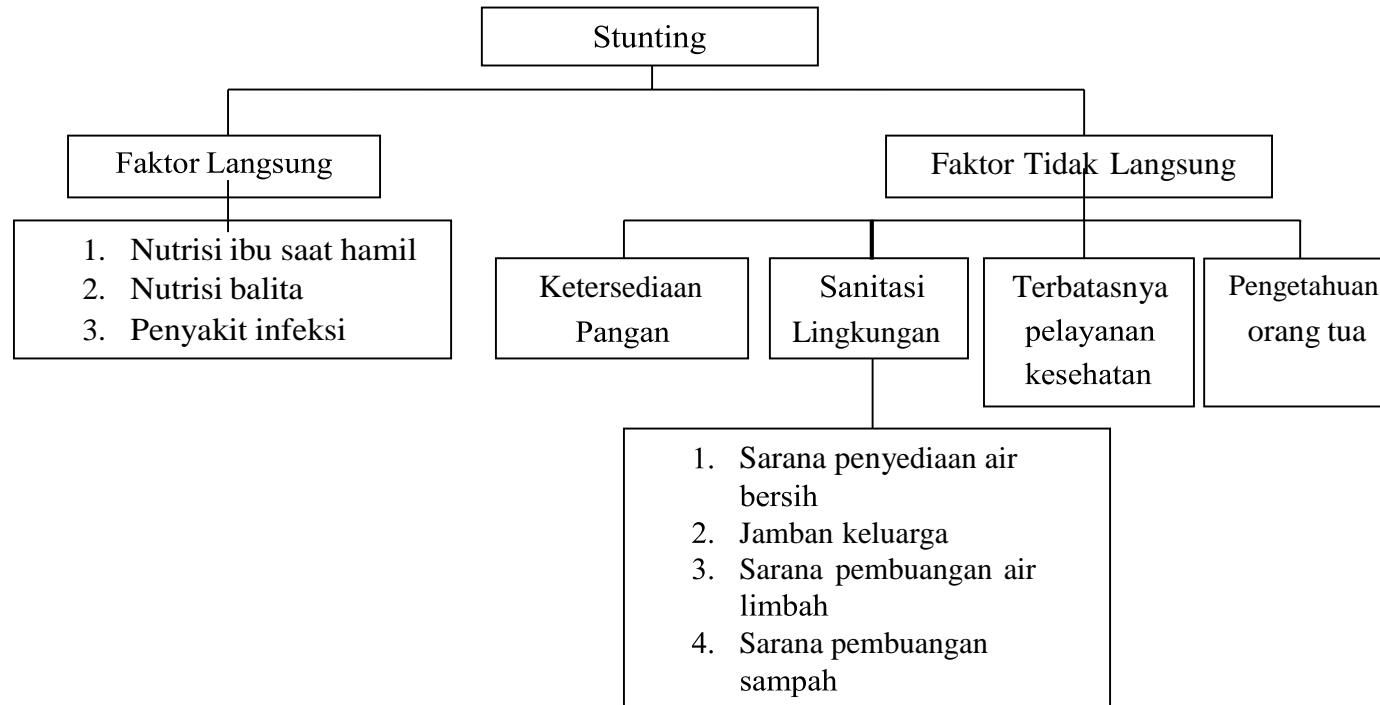 Stunting
Faktor Langsung
Faktor Tidak Langsung
1. Nutrisi ibu saat hamil
2. Nutrisi balita
3. Penyakit infeksi
Ketersediaan
Pangan
Sanitasi
Lingkungan
Terbatasnya
pelayanan
kesehatan
Pengetahuan
orang tua
1. Sarana penyediaan air
bersih
2. Jamban keluarga
3. Sarana pembuangan air
limbah
4. Sarana pembuangan
sampah